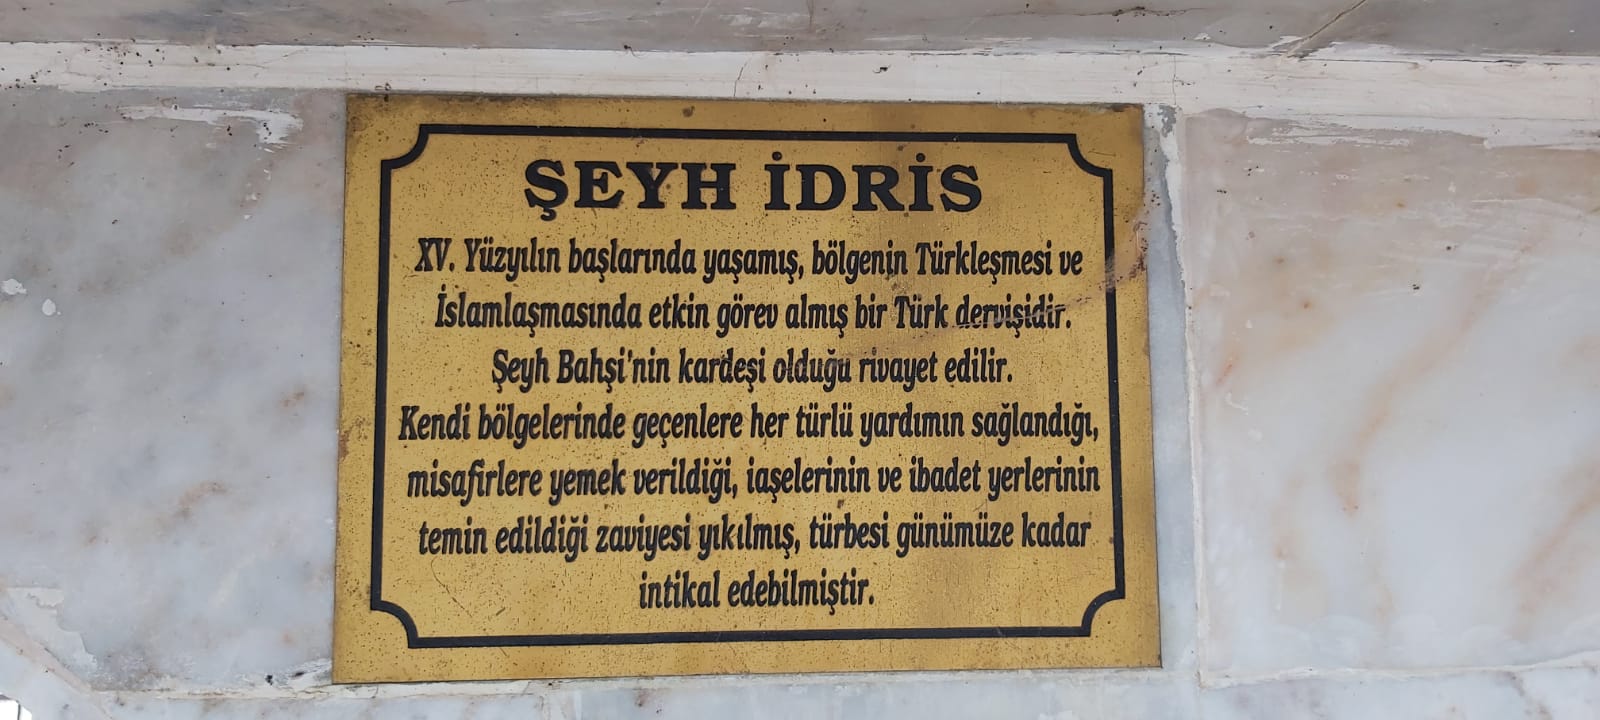 ŞEYH İDRİS
XV. Yüzyılın başlarında yaşamış, bölgenin Türkleşmesi ve
İslamlaşmasında etkin görev almış bir Türk dervişidir.
Şeyh Bahşi'nin kardeşi olduğu rivayet edilir.
Kendi bölgelerinde geçenlere her türlü yardımın sağlandığı,
misafirlere yemek verildiği, iaşelerinin ve ibadet yerlerinin
temin edildiği zaviyesi yıkılmış, türbesi günümüze kadar
intikal edebilmiştir.